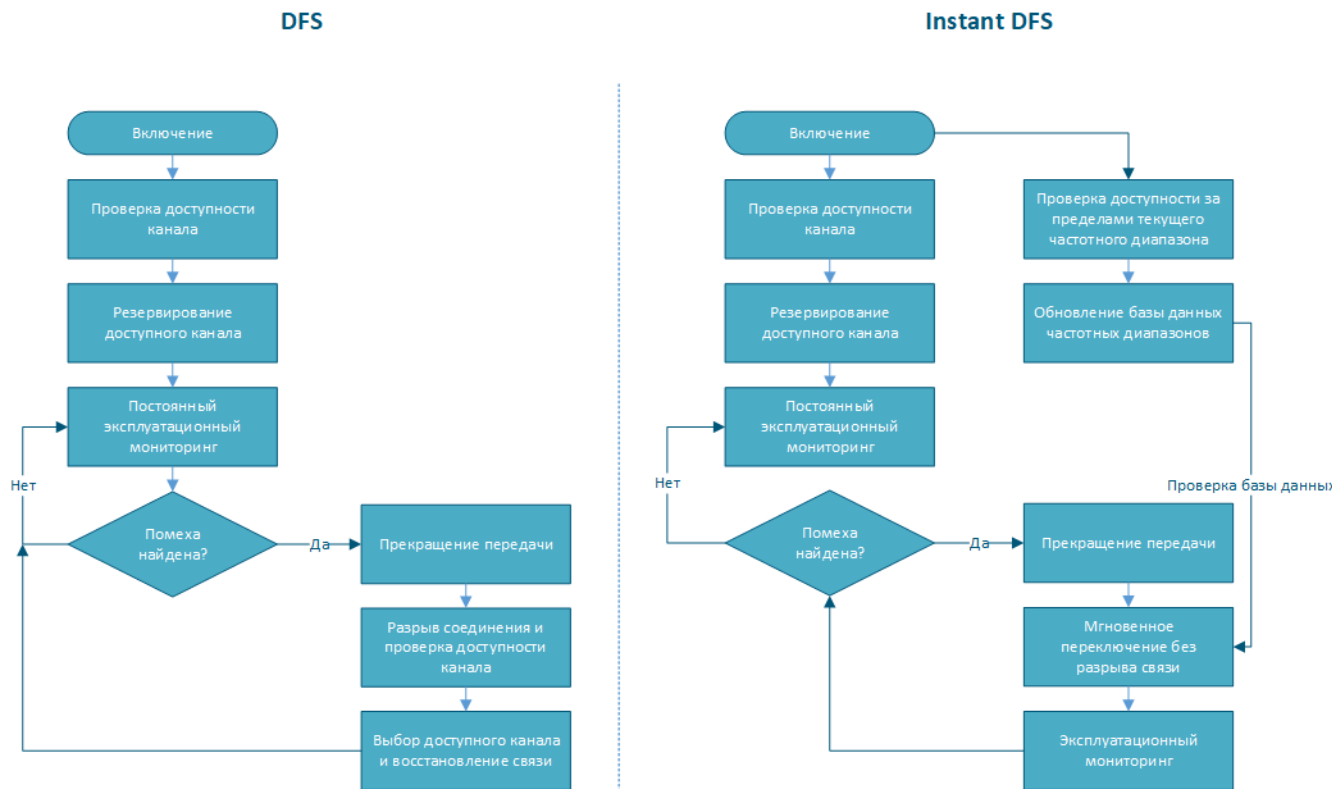 DFS
Включение
Проверка доступности
канала
Резервирование
доступного канала
Постоянный
эксплуатационный
мониторинг
Нет
Помеха
найдена?
Да
Прекращение передачи
Разрыв соединения и
проверка доступности
канала
Выбор доступного канала
и восстановление связи
Instant DFS
Включение
Проверка доступности
канала
Проверка доступности за
пределами текущего
частотного диапазона
Резервирование
доступного канала
Обновление базы данных
частотных диапазонов
Постоянный
эксплуатационный
мониторинг
Нет
Проверка базы данных
Помеха
найдена?
Да
Прекращение передачи
Мгновенное
переключение без
разрыва связи
Эксплуатационный
мониторинг